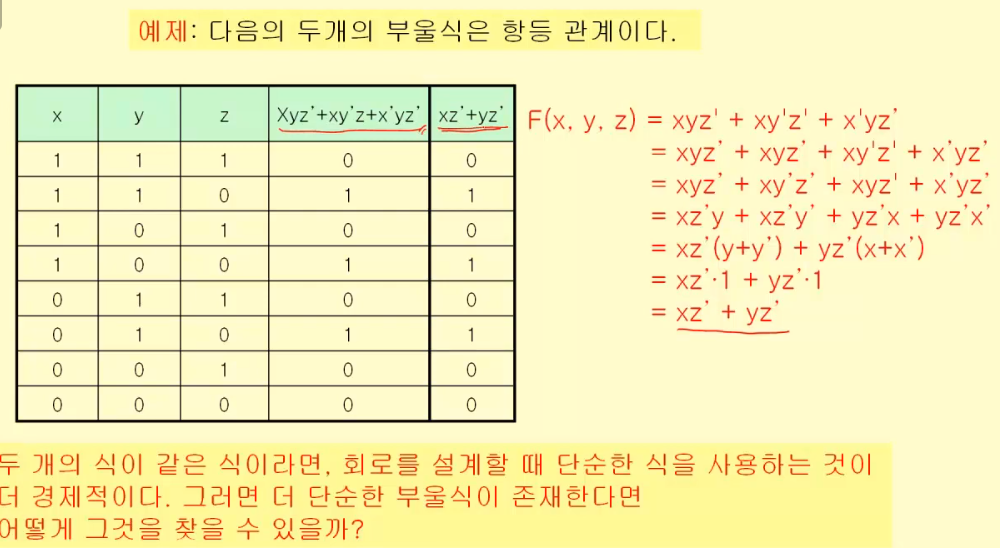 예제: 다음의 두개의 부울식은 항등 관계이다.
x y z Xyz'+xy'z+x'yz' xz'+yz'
1 1 1 0 0
1 1 0 1 1
1 0 1 0 0
1 0 0 1 1
0 1 1 0 0
0 1 0 1 1
0 0 1 0 0
0 0 0 0 0
F(x, y, z) = xyz' + xy'z' + x'yz'
= xyz' + xyz' + xy'z' + x'yz'
= xyz' + xy'z' + xyz' + x'yz'
= xz'y + xz'y' + yz'x + yz'x'
= xz'(y+y') + yz'(x+x')
= xz'·1 + yz'·1
= xz' + yz'
두 개의 식이 같은 식이라면, 회로를 설계할 때 단순한 식을 사용하는 것이
더 경제적이다. 그러면 더 단순한 부울식이 존재한다면
어떻게 그것을 찾을 수 있을까?